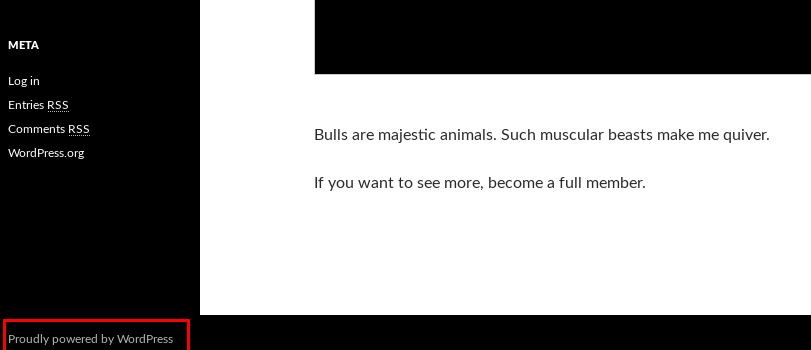 META
Log in
Entries RSS
Comments RSS
WordPress.org
Bulls are majestic animals. Such muscular beasts make me quiver.
If you want to see more, become a full member.
Proudly powered by WordPress